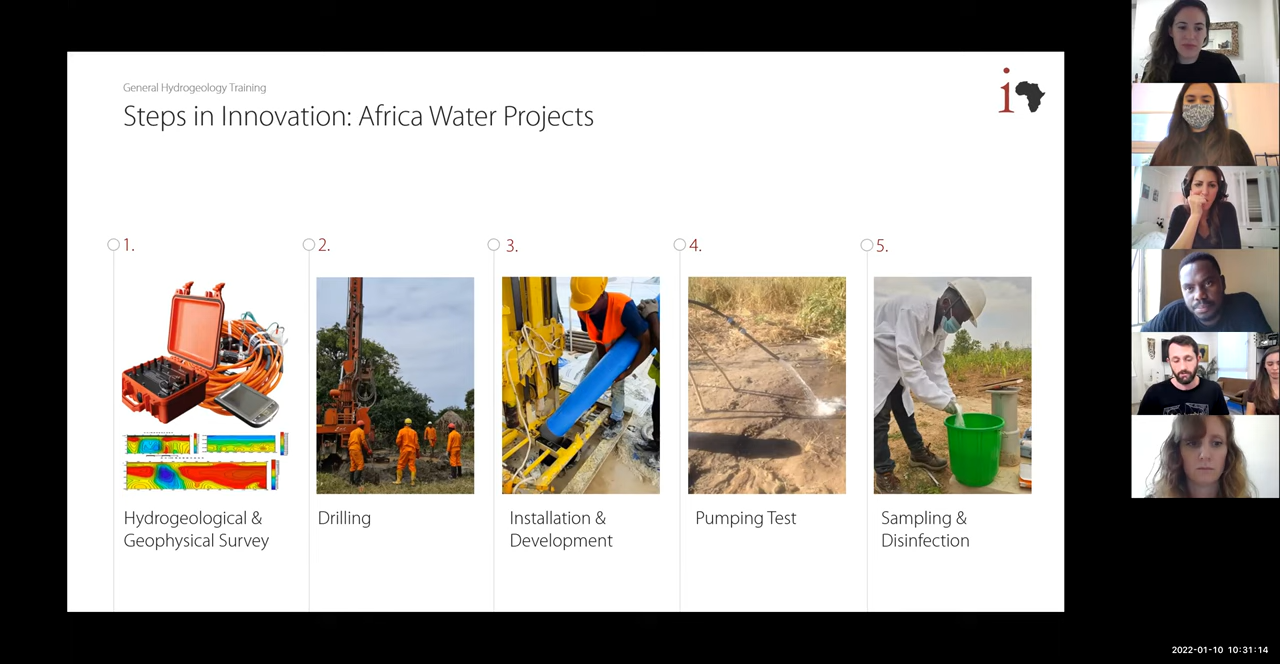 General Hydrogeology Training
Steps in Innovation: Africa Water Projects
i
1.
2.
3.
4.
5.
Hydrogeological &
Geophysical Survey
Drilling
Installation &
Development
Pumping Test
Sampling &
Disinfection
2022-01-10 10:31:14